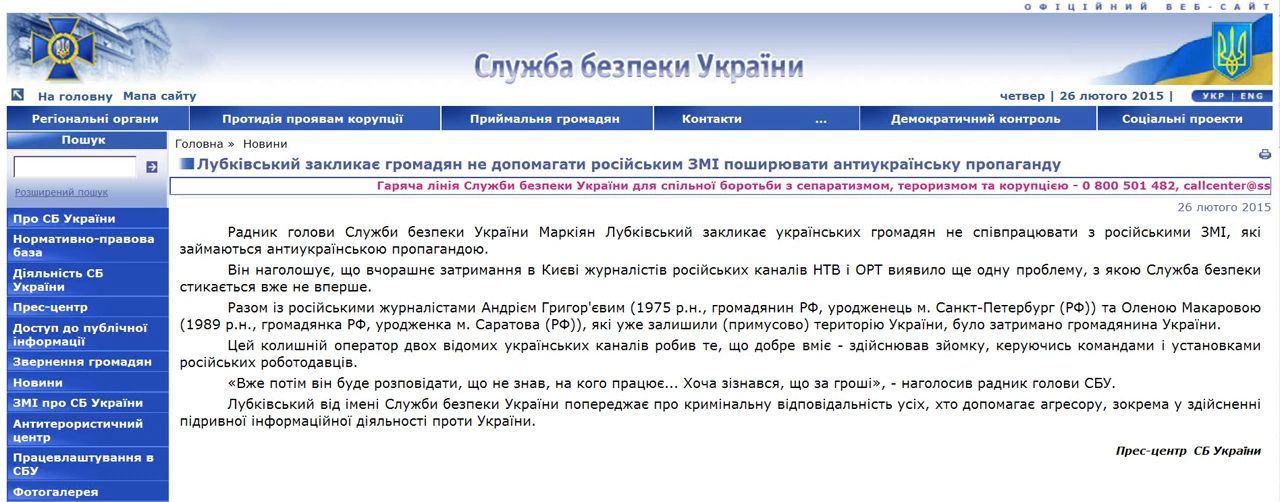 ОФІЦІЙНИЙ ВЕБ-САЙТ
Служба безпеки України
На головну Мапа сайту
четвер | 26 лютого 2015 |
УКР | ENG
Регіональні органи
Протидія проявам корупції
Приймальня громадян
Контакти
...
Демократичний контроль
Соціальні проекти
Пошук
Розширений пошук
Про СБ України
Нормативно-правова
база
Діяльність СБ
України
Прес-центр
Доступ до публічної
інформації
Звернення громадян
Новини
ЗМІ про СБ України
Антитерористичний
центр
Працевлаштування в
СБУ
Фотогалерея
Головна » Новини
Лубківський закликає громадян не допомагати російським ЗМІ поширювати антиукраїнську пропаганду
Гаряча лінія Служби безпеки України для спільної боротьби з сепаратизмом, тероризмом та корупцією - 0 800 501 482, callcenter@ss
26 лютого 2015
Радник голови Служби безпеки України Маркіян Лубківський закликає українських громадян не співпрацювати з російськими ЗМІ, які
займаються антиукраїнською пропагандою.
Він наголошує, що вчорашнє затримання в Києві журналістів російських каналів НТВ і ОРТ виявило ще одну проблему, з якою Служба безпеки
стикається вже не вперше.
Разом із російськими журналістами Андрієм Григор'євим (1975 р.н., громадянин РФ, уродженець м. Санкт-Петербург (РФ)) та Оленою Макаровою
(1989 р.н., громадянка РФ, уродженка м. Саратова (РФ)), які уже залишили (примусово) територію України, було затримано громадянина України.
Цей колишній оператор двох відомих українських каналів робив те, що добре вміє - здійснював зйомку, керуючись командами і установками
російських роботодавців.
«Вже потім він буде розповідати, що не знав, на кого працює... Хоча зізнався, що за гроші», - наголосив радник голови СБУ.
Лубківський від імені Служби безпеки України попереджає про кримінальну відповідальність усіх, хто допомагає агресору, зокрема у здійсненні
підривної інформаційної діяльності проти України.
Прес-центр СБ України